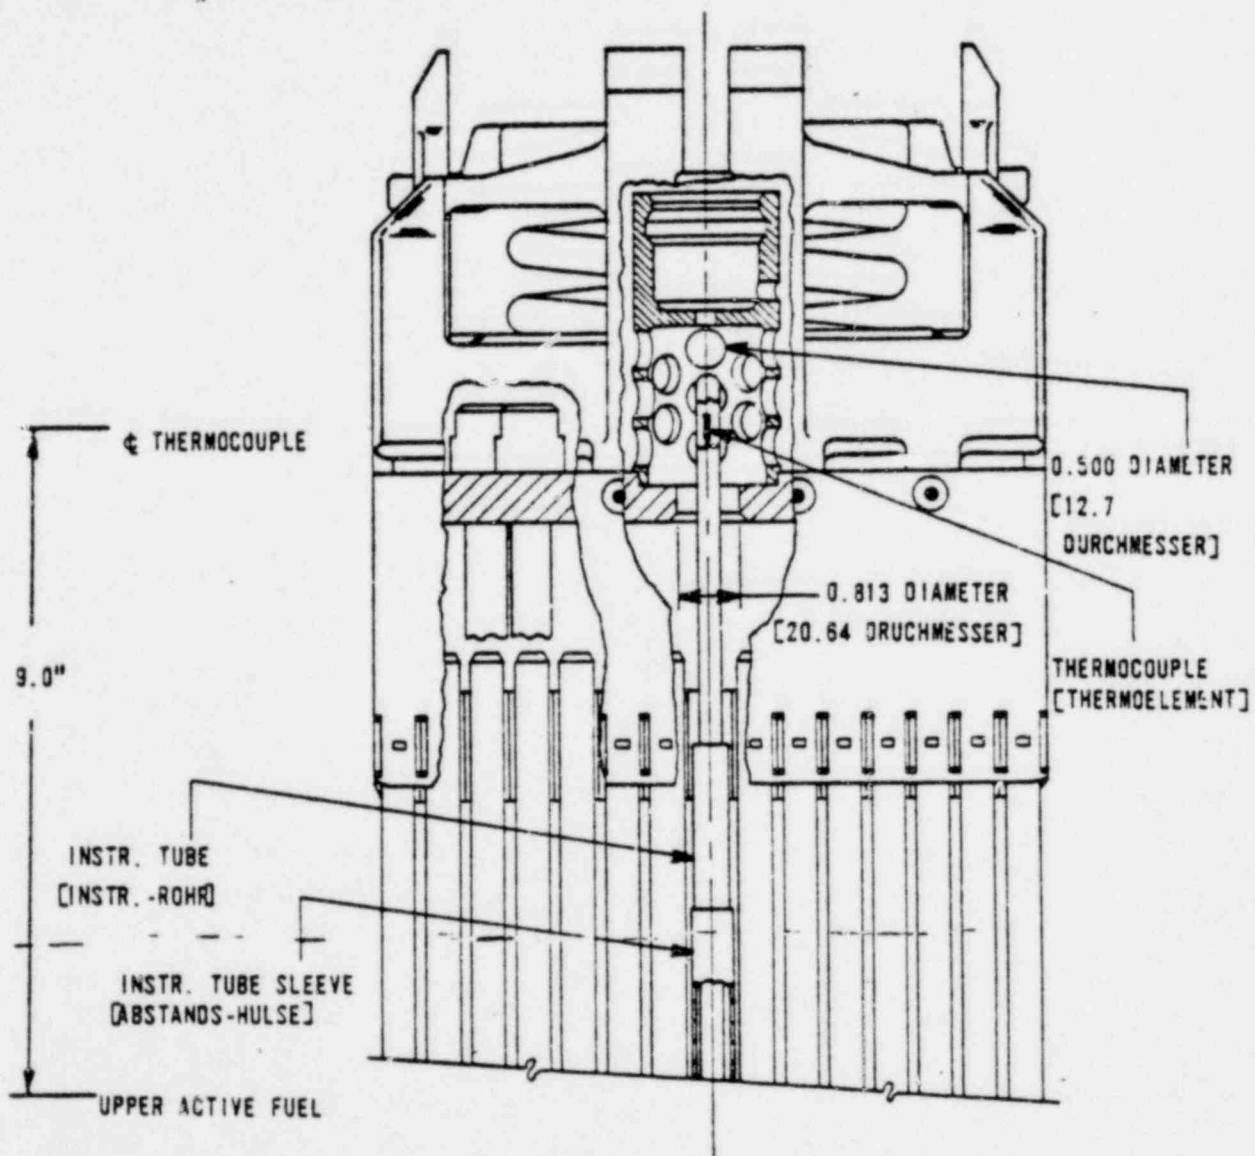 ℄ THERMOCOUPLE
0.500 DIAMETER
[12.7
DURCHMESSER]
0.813 DIAMETER
[20.64 DRUCHMESSER]
THERMOCOUPLE
[THERMOELEMENT]
9.0"
INSTR. TUBE
[INSTR.-ROHR]
INSTR. TUBE SLEEVE
[ABSTANDS-HULSE]
UPPER ACTIVE FUEL